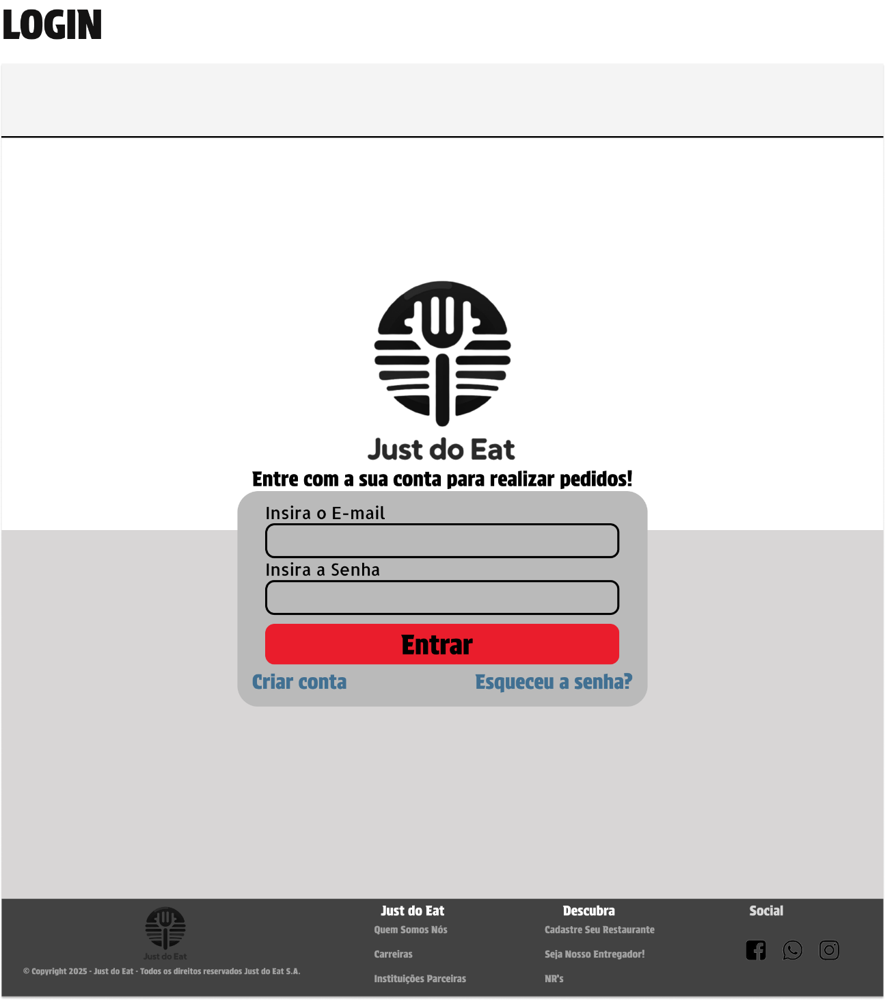 LOGIN
Just do Eat
Entre com a sua conta para realizar pedidos!
Insira o E-mail
Insira a Senha
Entrar
Criar conta
Esqueceu a senha?
Just do Eat
© Copyright 2025 - Just do Eat - Todos os direitos reservados Just do Eat S.A.
Just do Eat
Quem Somos Nós
Carreiras
Instituições Parceiras
Descubra
Cadastre Seu Restaurante
Seja Nosso Entregador!
NR's
Social